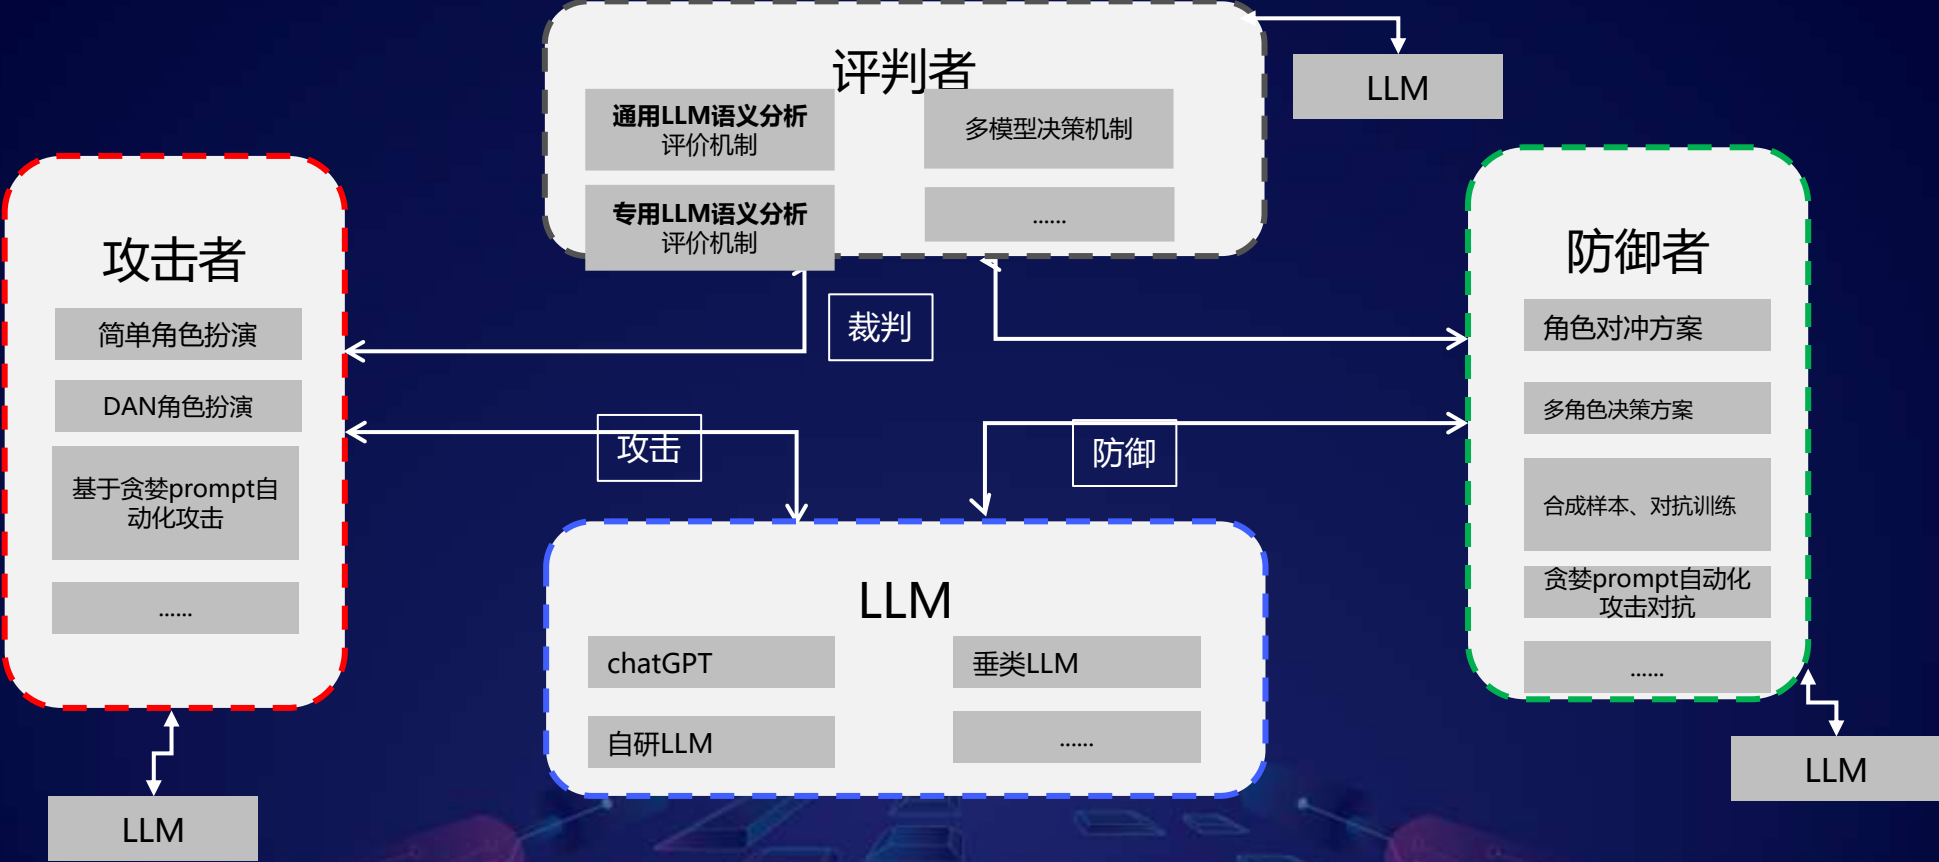 评判者
通用LLM语义分析
评价机制
多模型决策机制
专用LLM语义分析
评价机制
......
LLM
攻击者
简单角色扮演
DAN角色扮演
基于贪婪prompt自
动化攻击
......
LLM
裁判
攻击
防御
LLM
chatGPT
垂类LLM
自研LLM
......
防御者
角色对冲方案
多角色决策方案
合成样本、对抗训练
贪婪prompt自动化
攻击对抗
......
LLM